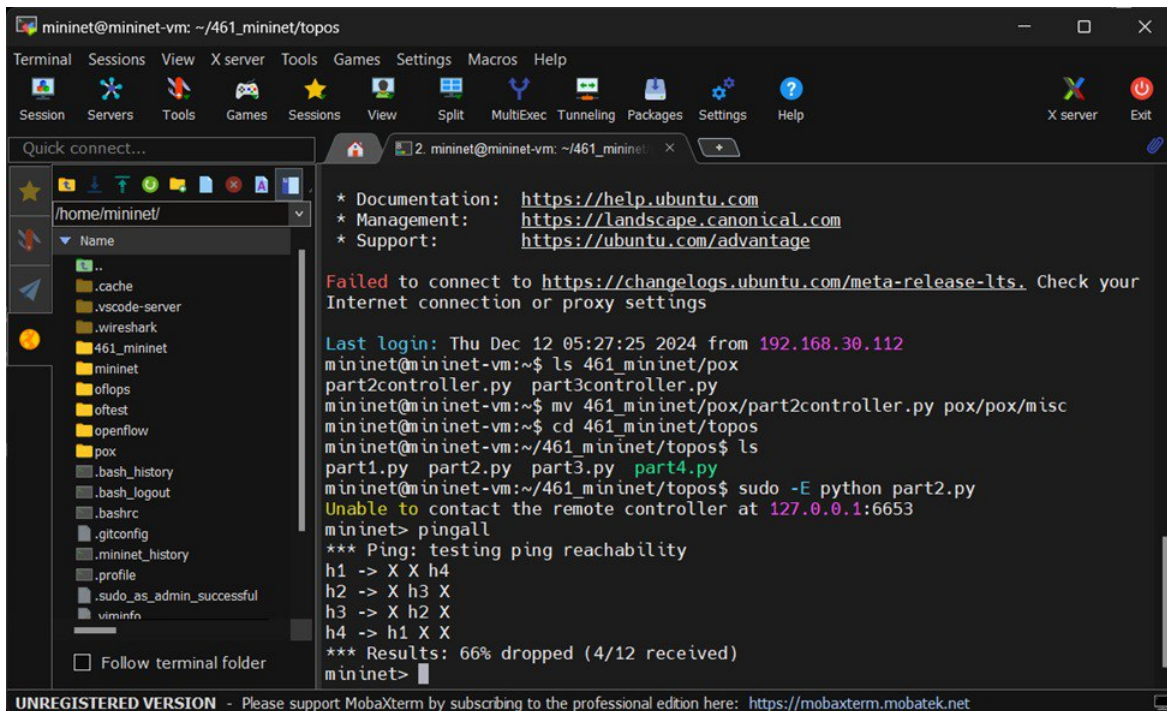 mininet@mininet-vm: ~/461_mininet/topos
Terminal Sessions View X server Tools Games Settings Macros Help
Session Servers Tools Games Sessions View Split MultiExec Tunneling Packages Settings Help X server Exit
Quick connect...
2. mininet@mininet-vm: ~/461_mininet/
/home/mininet/
Name
..
.cache
.vscode-server
.wireshark
461_mininet
mininet
oflops
oftest
openflow
pox
.bash_history
.bash_logout
.bashrc
.gitconfig
.mininet_history
.profile
.sudo_as_admin_successful
.viminfo
Follow terminal folder
* Documentation: https://help.ubuntu.com
* Management: https://landscape.canonical.com
* Support: https://ubuntu.com/advantage
Failed to connect to https://changelogs.ubuntu.com/meta-release-lts. Check your
Internet connection or proxy settings
Last login: Thu Dec 12 05:27:25 2024 from 192.168.30.112
mininet@mininet-vm:~$ ls 461_mininet/pox
part2controller.py part3controller.py
mininet@mininet-vm:~$ mv 461_mininet/pox/part2controller.py pox/pox/misc
mininet@mininet-vm:~$ cd 461_mininet/topos
mininet@mininet-vm:~/461_mininet/topos$ ls
part1.py part2.py part3.py part4.py
mininet@mininet-vm:~/461_mininet/topos$ sudo -E python part2.py
Unable to contact the remote controller at 127.0.0.1:6653
mininet> pingall
*** Ping: testing ping reachability
h1 -> X X h4
h2 -> X h3 X
h3 -> X h2 X
h4 -> h1 X X
*** Results: 66% dropped (4/12 received)
mininet>
UNREGISTERED VERSION - Please support MobaXterm by subscribing to the professional edition here: https://mobaxterm.mobatek.net